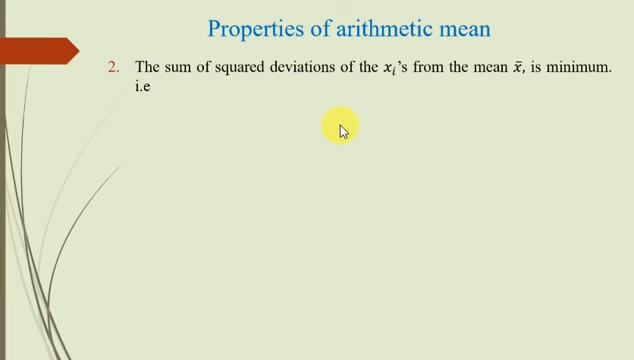 Properties of arithmetic mean
2. The sum of squared deviations of the xᵢ's from the mean x̄, is minimum.
i.e